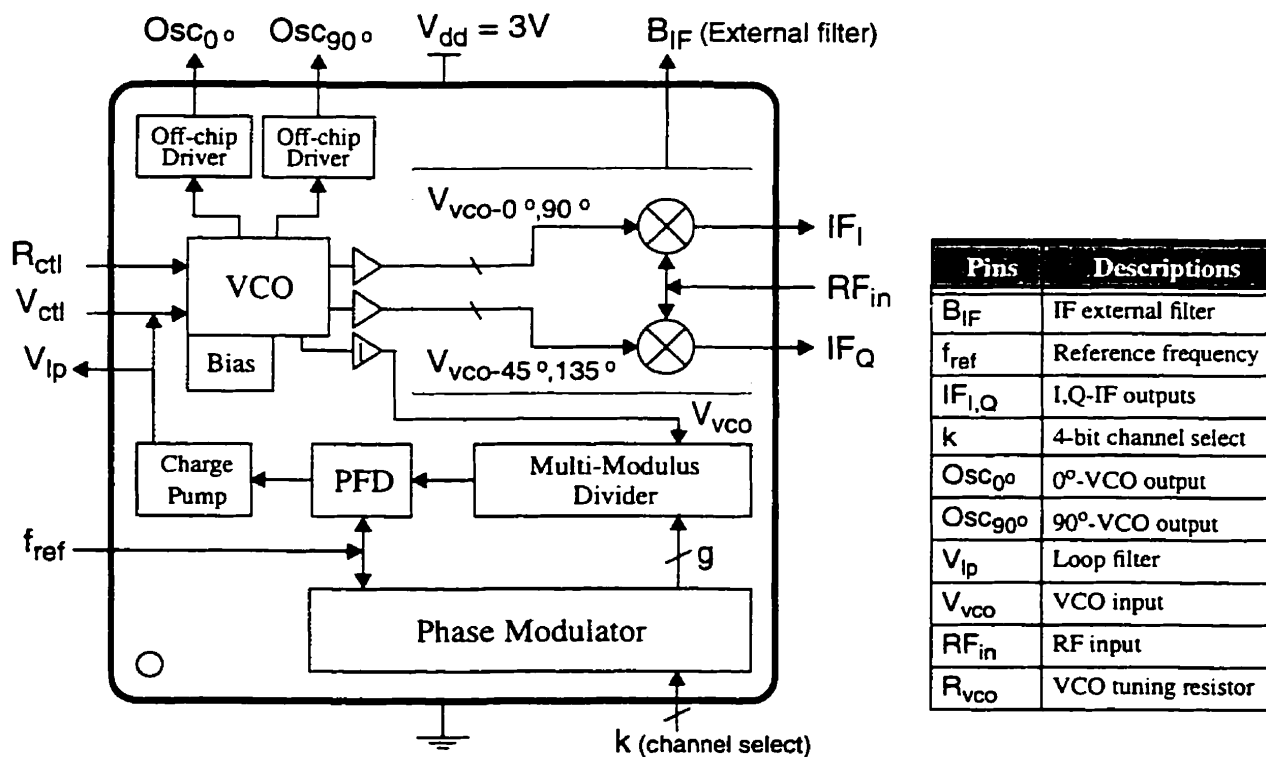 Osc0° Osc90° Vdd = 3V BIF (External filter)
Off-chip Driver
Off-chip Driver
Vvco-0°,90°
IFI
Rctl
VCO
RFin
Vctl
Vlp
Bias
Vvco-45°,135°
IFQ
Vvco
Charge Pump
PFD
Multi-Modulus Divider
fref
g
Phase Modulator
k (channel select)
Pins Descriptions
BIF IF external filter
fref Reference frequency
IFI,Q I,Q-IF outputs
k 4-bit channel select
Osc0° 0°-VCO output
Osc90° 90°-VCO output
Vlp Loop filter
Vvco VCO input
RFin RF input
Rvco VCO tuning resistor